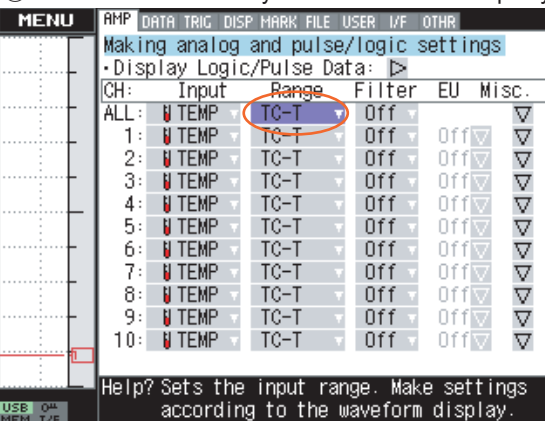 MENU AMP DATA TRIG DISP MARK FILE USER I/F OTHR
Making analog and pulse/logic settings
・Display Logic/Pulse Data: ▷
CH: Input Range Filter EU Misc.
ALL: TEMP TC-T Off
1: TEMP TC-T Off Off
2: TEMP TC-T Off Off
3: TEMP TC-T Off Off
4: TEMP TC-T Off Off
5: TEMP TC-T Off Off
6: TEMP TC-T Off Off
7: TEMP TC-T Off Off
8: TEMP TC-T Off Off
9: TEMP TC-T Off Off
10: TEMP TC-T Off Off
Help? Sets the input range. Make settings
according to the waveform display.
USB
MEM I/F